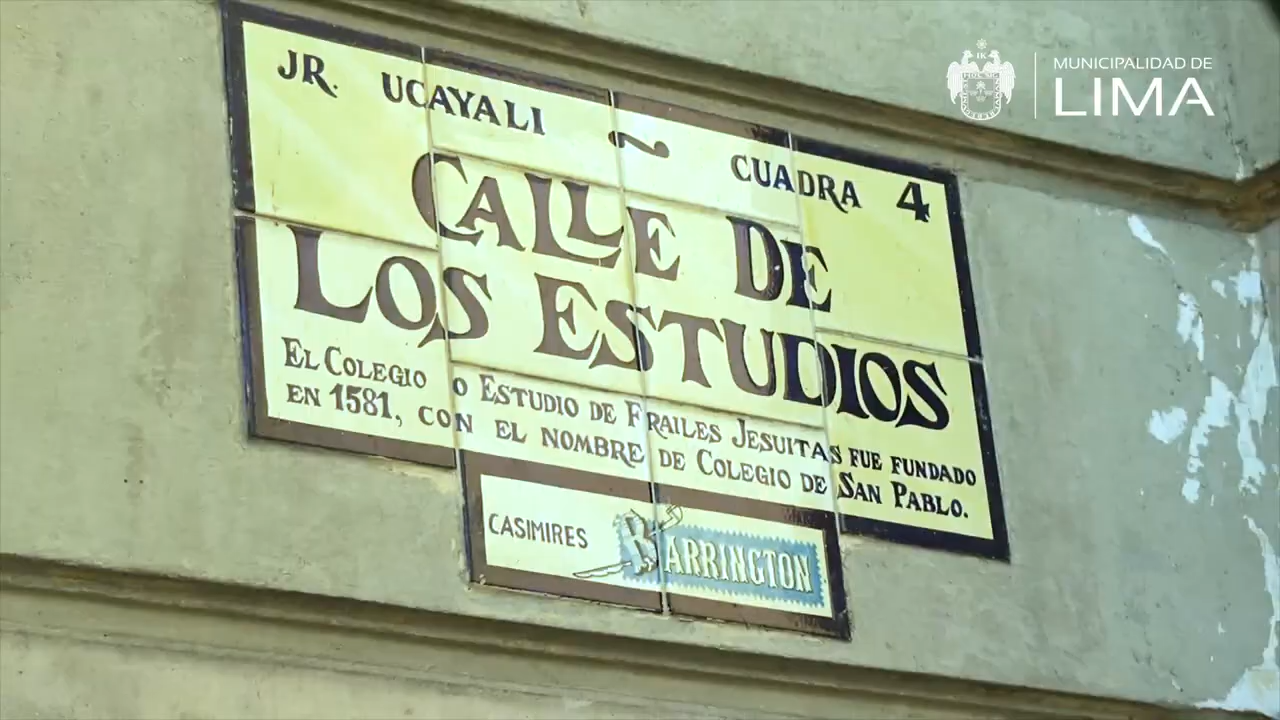 MUNICIPALIDAD DE
LIMA
JR. UCAYALI ~ CUADRA 4
CALLE DE
LOS ESTUDIOS
EL COLEGIO O ESTUDIO DE FRAILES JESUITAS FUE FUNDADO
EN 1581, CON EL NOMBRE DE COLEGIO DE SAN PABLO.
CASIMIRES BARRINGTON